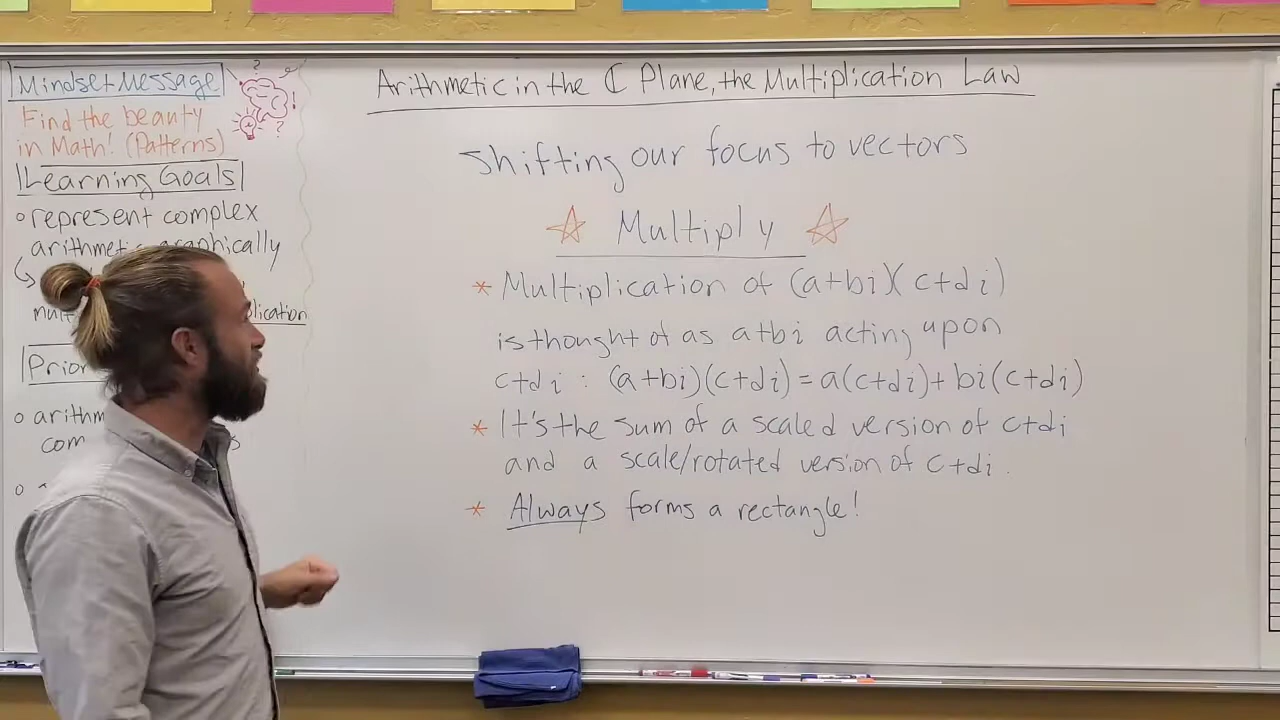 Mindset Message
Find the beauty
in Math! (Patterns)
Learning Goals
represent complex
arithmetic graphically
Prior
Arithmetic in the ℂ Plane, the Multiplication Law
Shifting our focus to vectors
Multiply
* Multiplication of (a+bi)(c+di)
is thought of as a+bi acting upon
c+di : (a+bi)(c+di) = a(c+di)+bi(c+di)
* It's the sum of a scaled version of c+di
and a scale/rotated version of c+di.
* Always forms a rectangle!